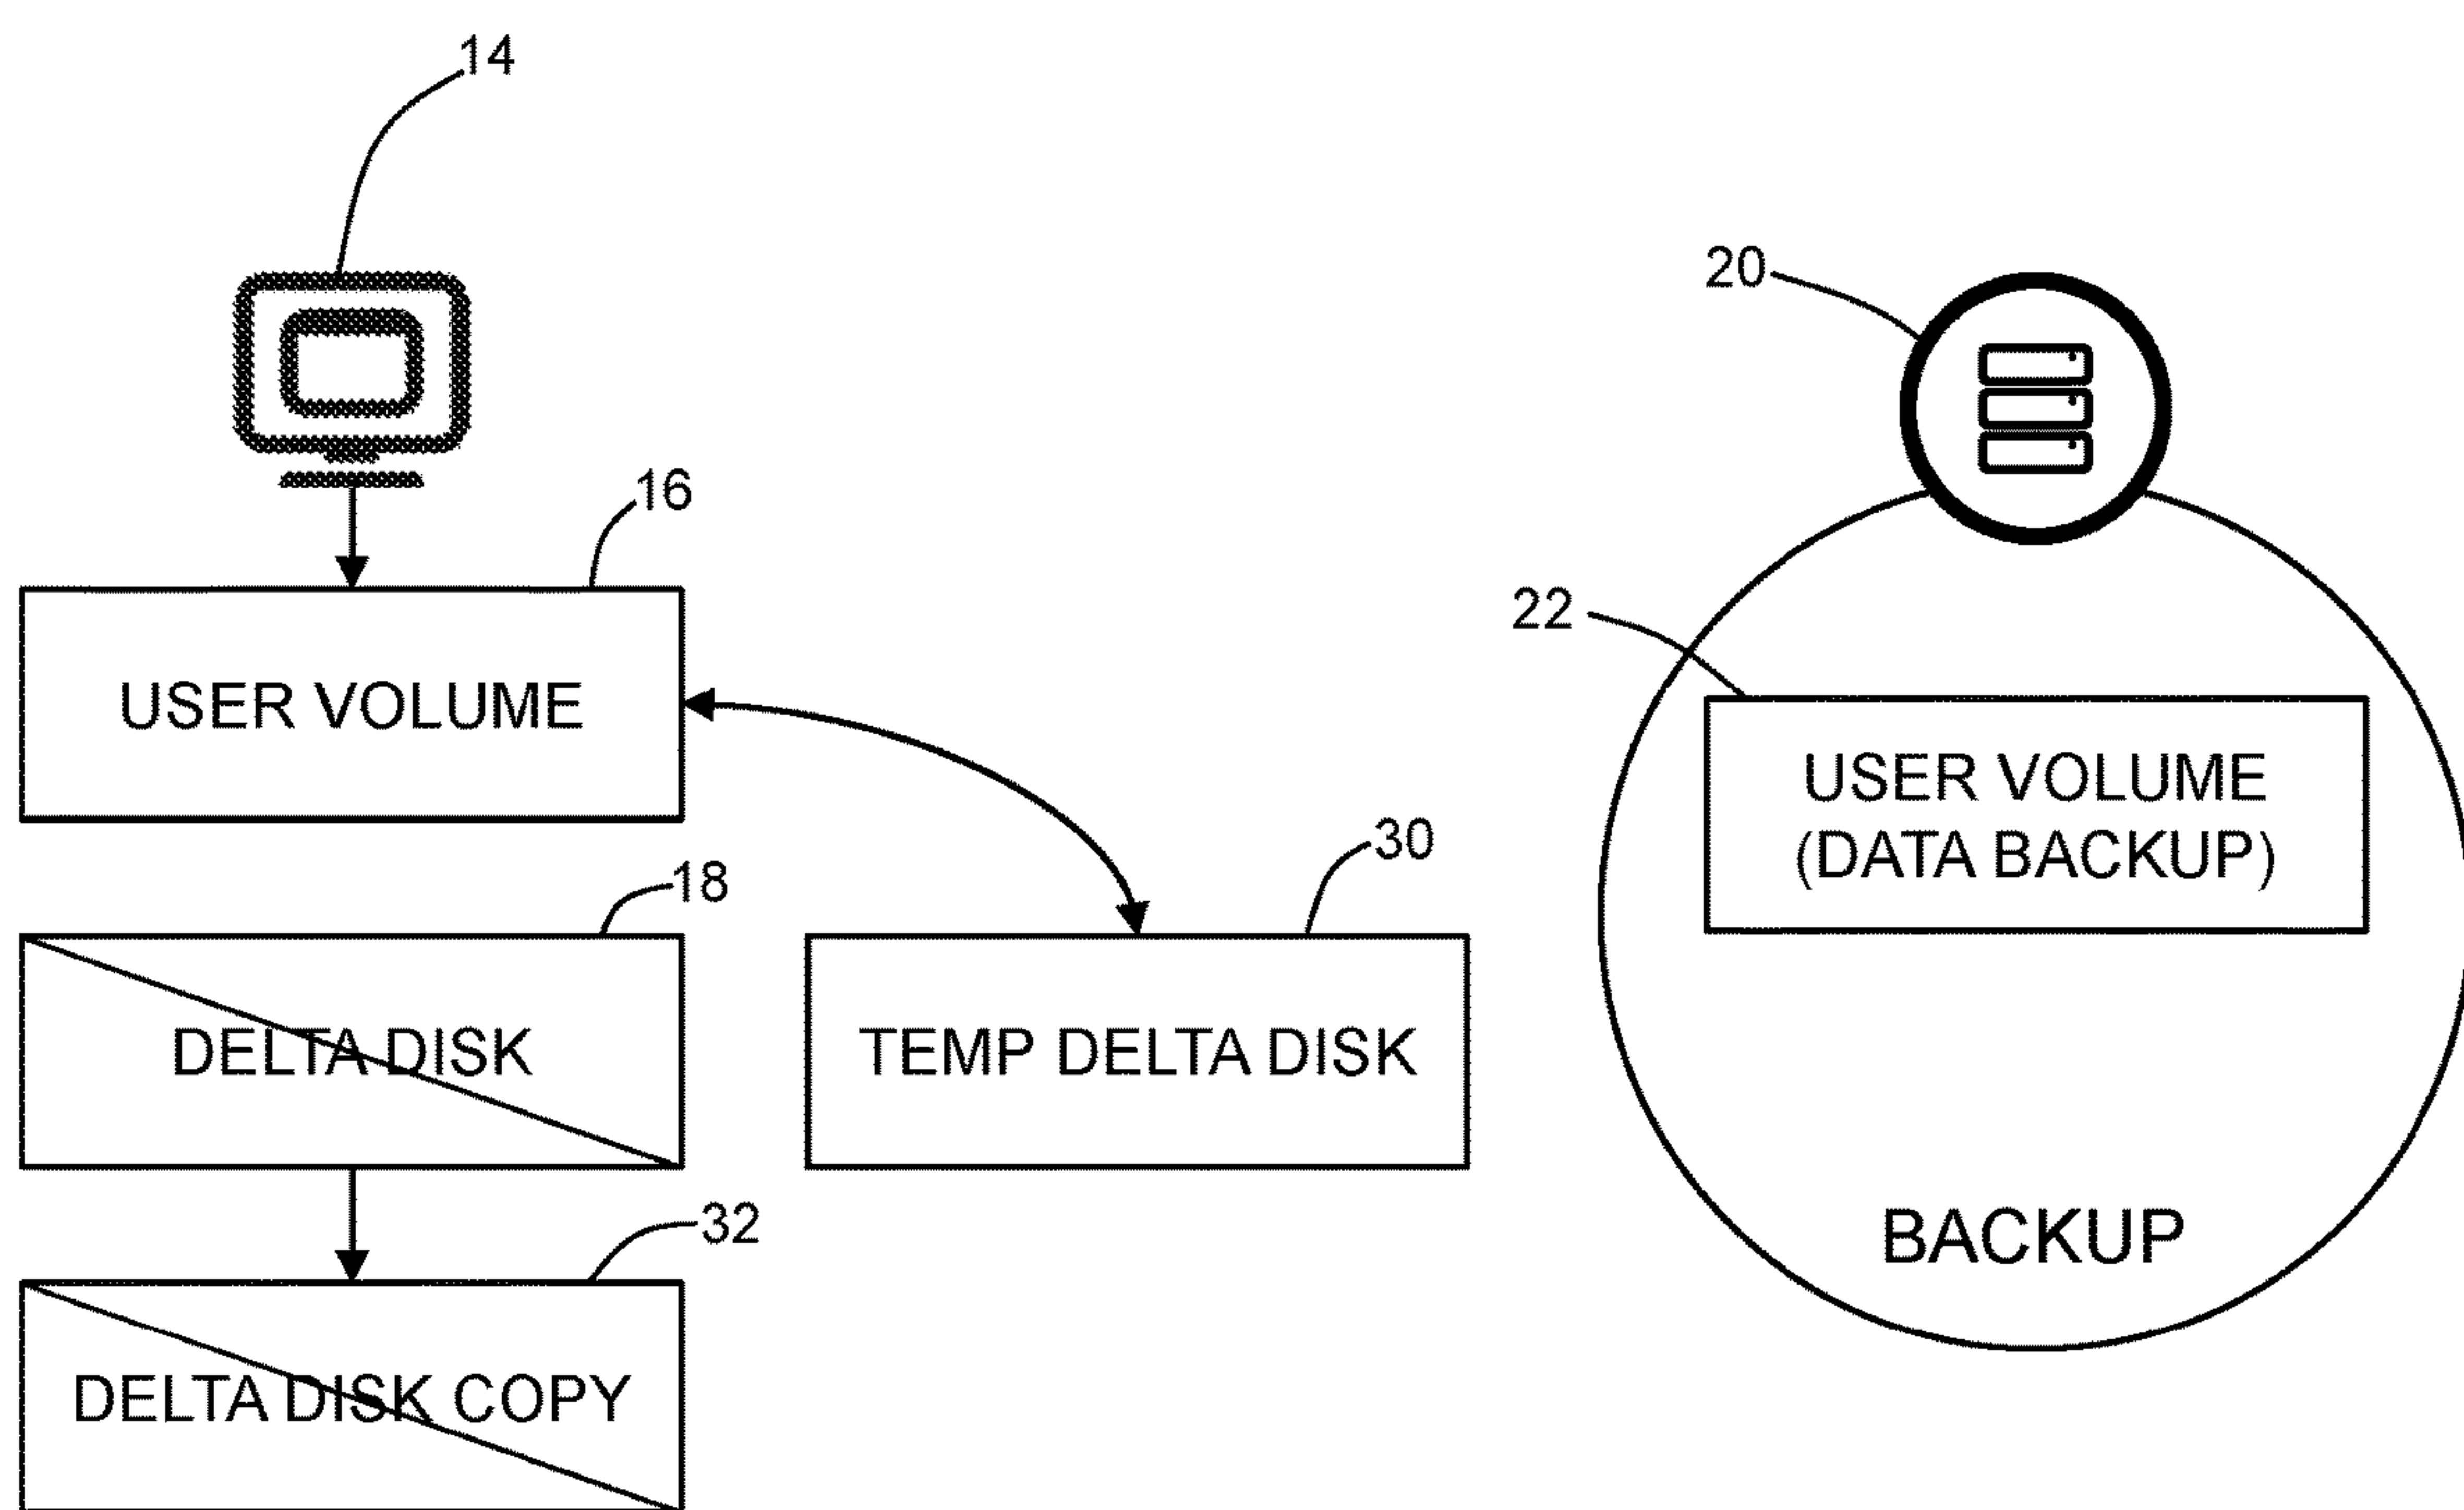 14
20
16
22
USER VOLUME
USER VOLUME
(DATA BACKUP)
30
18
DELTA DISK
TEMP DELTA DISK
32
BACKUP
DELTA DISK COPY